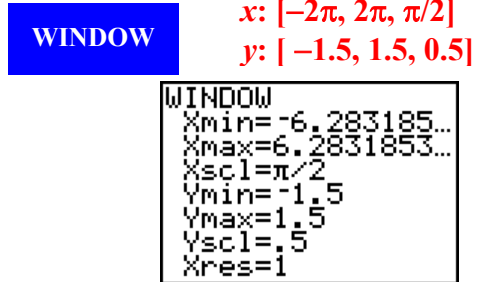 WINDOW
x: [−2π, 2π, π/2]
y: [ −1.5, 1.5, 0.5]
WINDOW
Xmin=-6.283185…
Xmax=6.2831853…
Xscl=π/2
Ymin=-1.5
Ymax=1.5
Yscl=.5
Xres=1